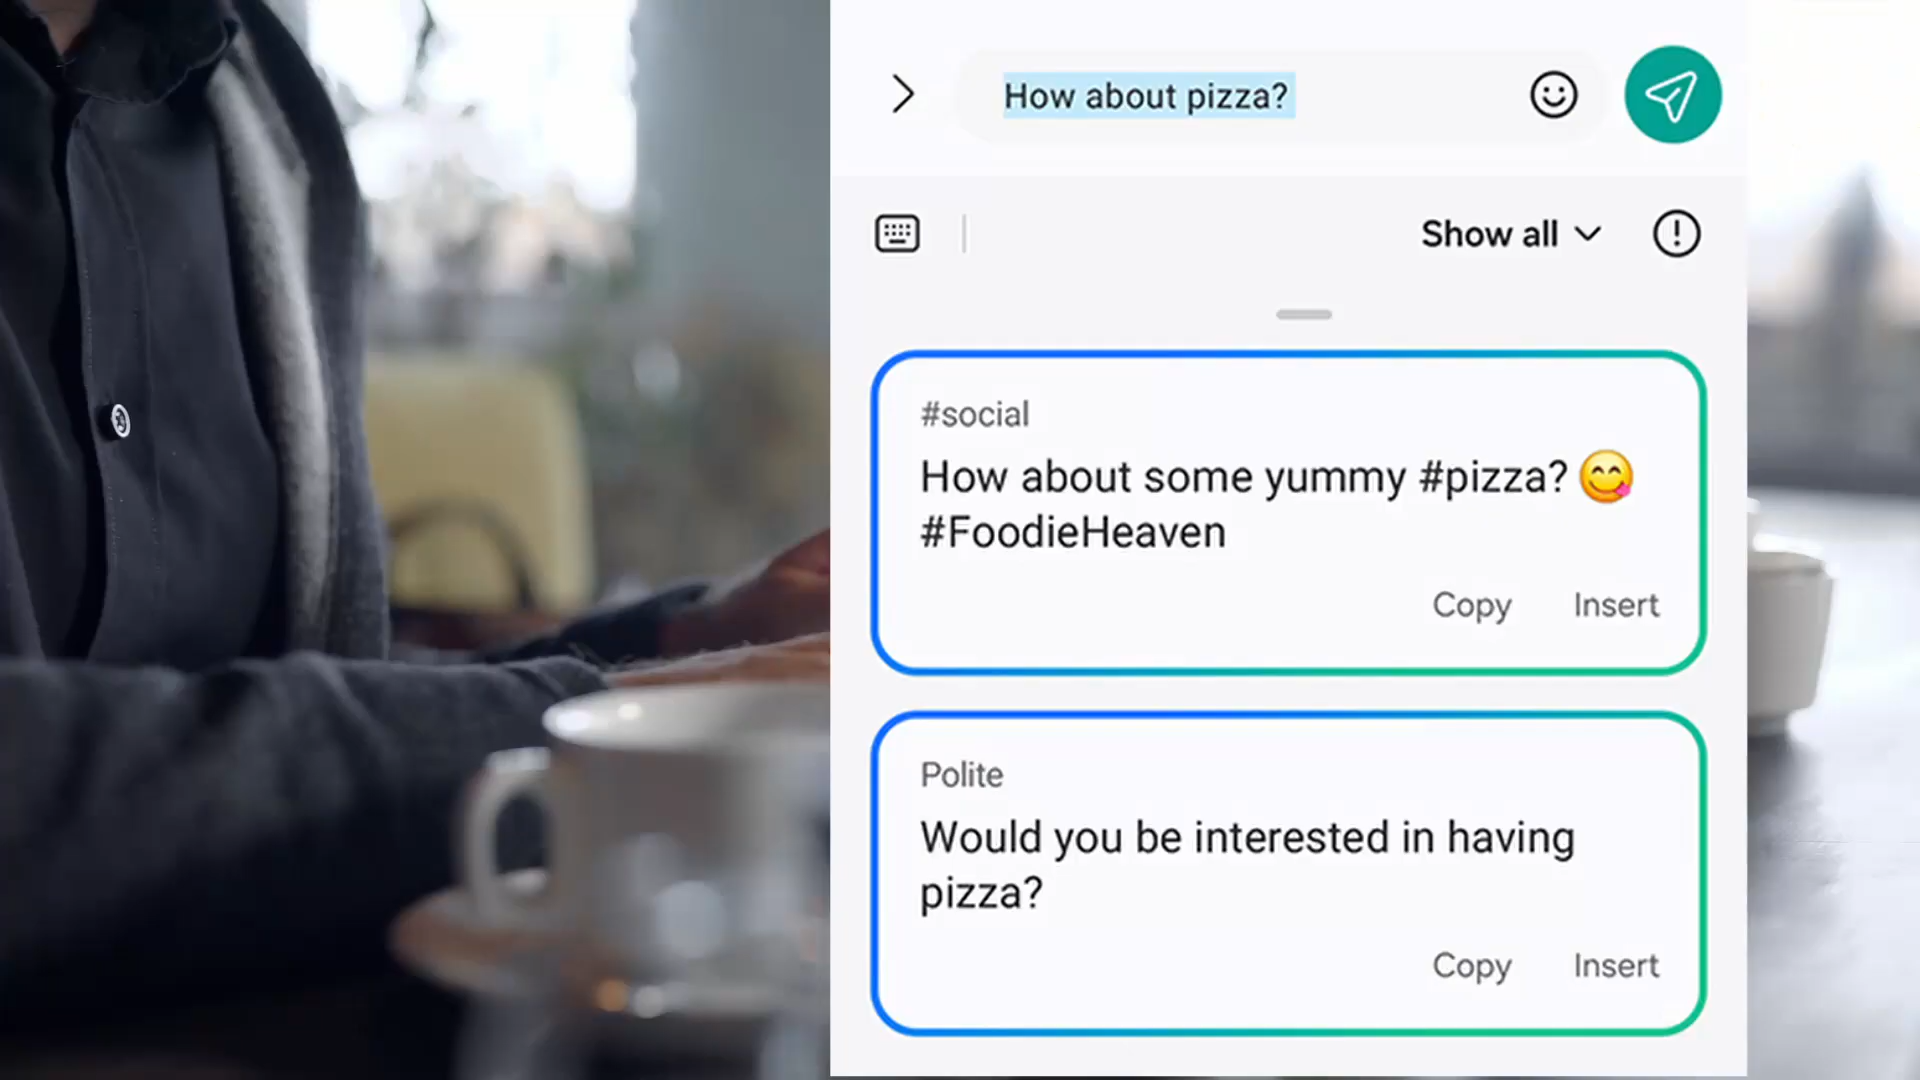 How about pizza?
Show all
#social
How about some yummy #pizza? 😋
#FoodieHeaven
Copy Insert
Polite
Would you be interested in having
pizza?
Copy Insert